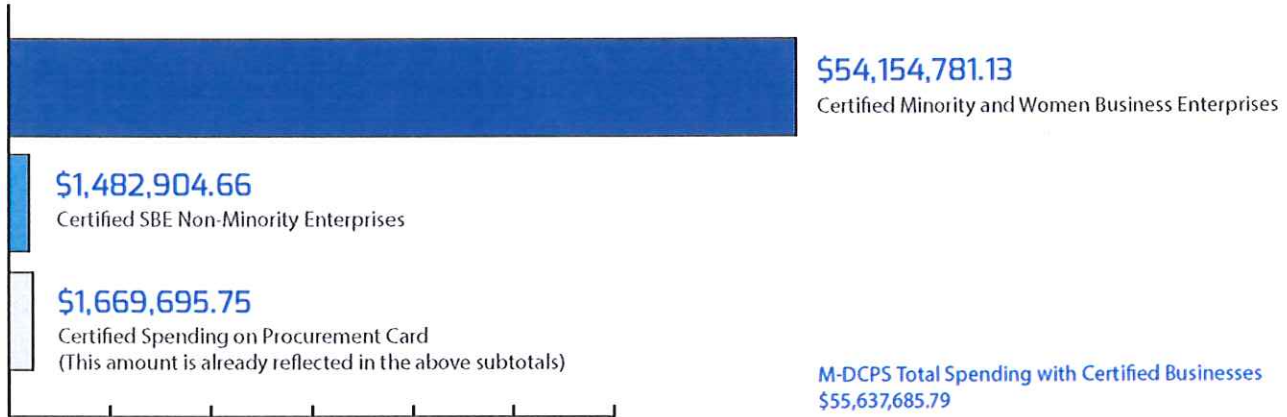 $54,154,781.13
Certified Minority and Women Business Enterprises
$1,482,904.66
Certified SBE Non-Minority Enterprises
$1,669,695.75
Certified Spending on Procurement Card
(This amount is already reflected in the above subtotals)
M-DCPS Total Spending with Certified Businesses
$55,637,685.79